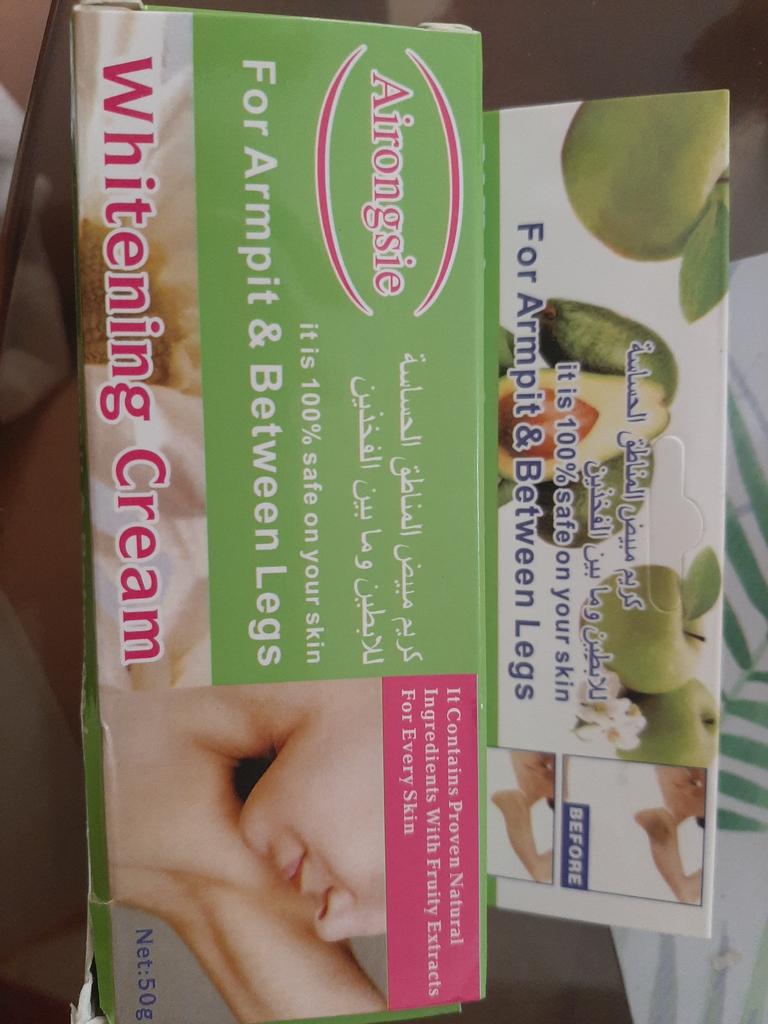 Airongsie
كريم مبيض المناطق الحساسة
للابطين وما بين الفخذين
it is 100% safe on your skin
For Armpit & Between Legs
Whitening Cream
It Contains Proven Natural
Ingredients With Fruity Extracts
For Every Skin
Net:50g
كريم مبيض المناطق الحساسة
للابطين وما بين الفخذين
it is 100% safe on your skin
For Armpit & Between Legs
BEFORE